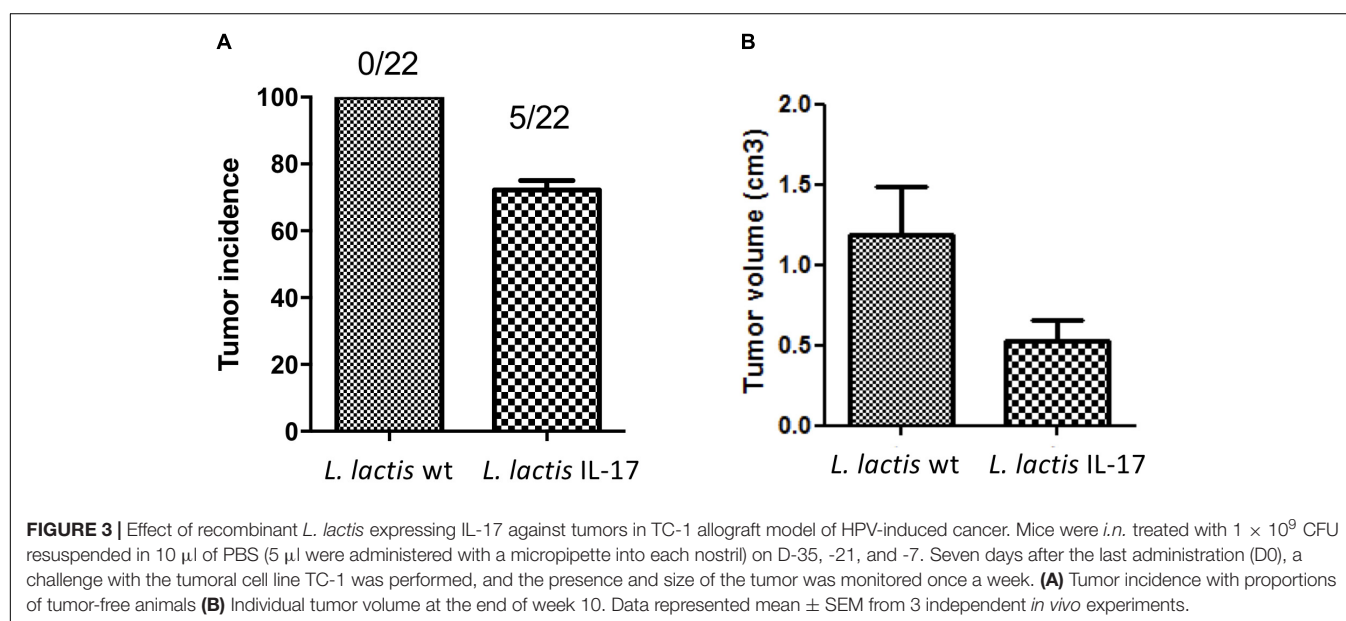 A
0/22
5/22
100
80
60
40
20
0
Tumor incidence
L. lactis wt L. lactis IL-17
B
2.0
1.5
1.0
0.5
0.0
Tumor volume (cm3)
L. lactis wt L. lactis IL-17
FIGURE 3 | Effect of recombinant L. lactis expressing IL-17 against tumors in TC-1 allograft model of HPV-induced cancer. Mice were i.n. treated with 1 × 10⁹ CFU
resuspended in 10 µl of PBS (5 µl were administered with a micropipette into each nostril) on D-35, -21, and -7. Seven days after the last administration (D0), a
challenge with the tumoral cell line TC-1 was performed, and the presence and size of the tumor was monitored once a week. (A) Tumor incidence with proportions
of tumor-free animals (B) Individual tumor volume at the end of week 10. Data represented mean ± SEM from 3 independent in vivo experiments.